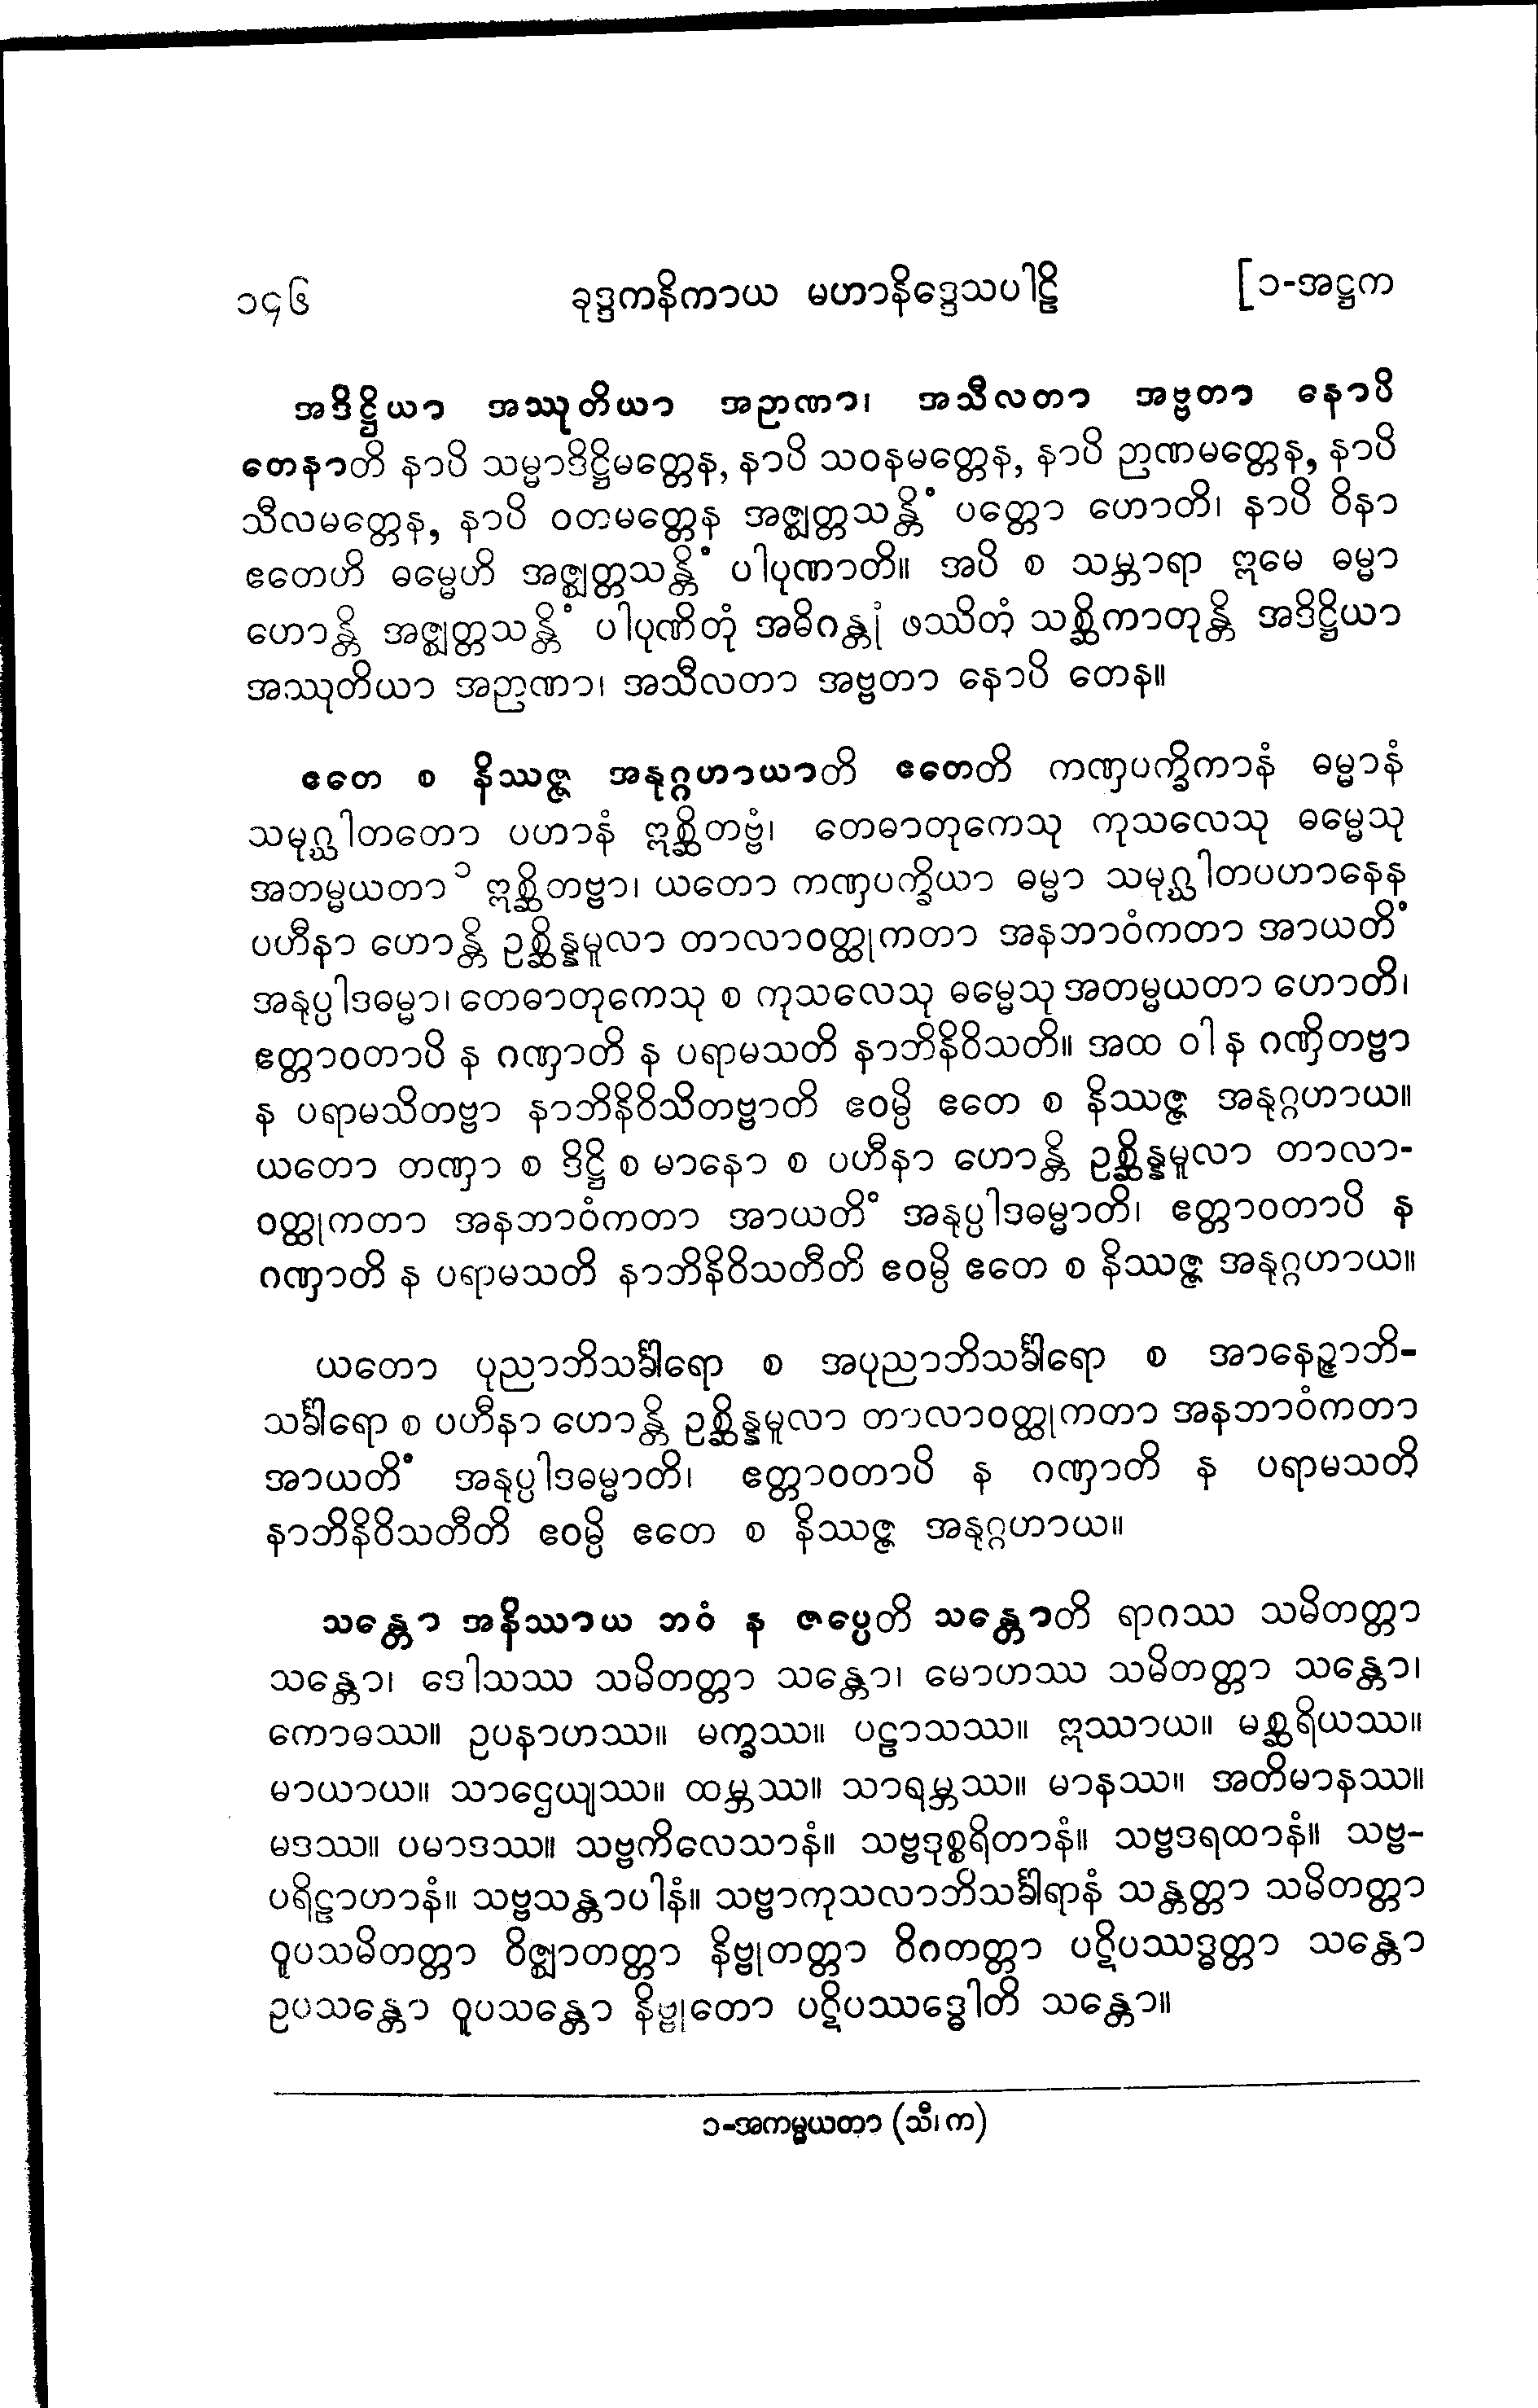 ၁၄၆ ခုဒ္ဒကနိကာယ မဟာနိဒ္ဒေသပါဠိ [၁-အဋ္ဌက
အဒိဋ္ဌိယာ အဿုတိယာ အညာဏာ၊ အသီလတာ အဗ္ဗတာ နောပိ
တေနာတိ နာပိ သမ္မာဒိဋ္ဌိမတ္တေန, နာပိ သဝနမတ္တေန, နာပိ ဉာဏမတ္တေန, နာပိ
သီလမတ္တေန, နာပိ ဝတမတ္တေန အဇ္ဈတ္တသန္တိံ ပတ္တော ဟောတိ၊ နာပိ ဝိနာ
ဧတေဟိ ဓမ္မေဟိ အဇ္ဈတ္တသန္တိံ ပါပုဏာတိ။ အပိ စ သမ္ဘာရာ ဣမေ ဓမ္မာ
ဟောန္တိ အဇ္ဈတ္တသန္တိံ ပါပုဏိတုံ အဓိဂန္တုံ ဖဿိတုံ သစ္ဆိကာတုန္တိ အဒိဋ္ဌိယာ
အဿုတိယာ အညာဏာ၊ အသီလတာ အဗ္ဗတာ နောပိ တေန။
ဧတေ စ နိဿဇ္ဇ အနုဂ္ဂဟာယာတိ ဧတေတိ ကဏှပက္ခိကာနံ ဓမ္မာနံ
သမုဂ္ဃါတတော ပဟာနံ ဣစ္ဆိတဗ္ဗံ၊ တေဓာတုကေသု ကုသလေသု ဓမ္မေသု
အတမ္မယတာ ၁ ဣစ္ဆိတဗ္ဗာ၊ ယတော ကဏှပက္ခိယာ ဓမ္မာ သမုဂ္ဃါတပဟာနေန
ပဟီနာ ဟောန္တိ ဥစ္ဆိန္နမူလာ တာလာဝတ္ထုကတာ အနဘာဝံကတာ အာယတိံ
အနုပ္ပါဒဓမ္မာ၊ တေဓာတုကေသု စ ကုသလေသု ဓမ္မေသု အတမ္မယတာ ဟောတိ၊
ဧတ္တာဝတာပိ န ဂဏှာတိ န ပရာမသတိ နာဘိနိဝိသတိ။ အထ ဝါ န ဂဏှိတဗ္ဗာ
န ပရာမသိတဗ္ဗာ နာဘိနိဝိသိတဗ္ဗာတိ ဧဝမ္ပိ ဧတေ စ နိဿဇ္ဇ အနုဂ္ဂဟာယ။
ယတော တဏှာ စ ဒိဋ္ဌိ စ မာနော စ ပဟီနာ ဟောန္တိ ဥစ္ဆိန္နမူလာ တာလာ-
ဝတ္ထုကတာ အနဘာဝံကတာ အာယတိံ အနုပ္ပါဒဓမ္မာတိ၊ ဧတ္တာဝတာပိ န
ဂဏှာတိ န ပရာမသတိ နာဘိနိဝိသတီတိ ဧဝမ္ပိ ဧတေ စ နိဿဇ္ဇ အနုဂ္ဂဟာယ။
ယတော ပုညာဘိသင်္ခါရော စ အပုညာဘိသင်္ခါရော စ အာနေဉ္ဇာဘိ-
သင်္ခါရော စ ပဟီနာ ဟောန္တိ ဥစ္ဆိန္နမူလာ တာလာဝတ္ထုကတာ အနဘာဝံကတာ
အာယတိံ အနုပ္ပါဒဓမ္မာတိ၊ ဧတ္တာဝတာပိ န ဂဏှာတိ န ပရာမသတိ
နာဘိနိဝိသတီတိ ဧဝမ္ပိ ဧတေ စ နိဿဇ္ဇ အနုဂ္ဂဟာယ။
သန္တော အနိဿာယ ဘဝံ န ဇပ္ပေတိ သန္တောတိ ရာဂဿ သမိတတ္တာ
သန္တော၊ ဒေါသဿ သမိတတ္တာ သန္တော၊ မောဟဿ သမိတတ္တာ သန္တော၊
ကောဓဿ။ ဥပနာဟဿ။ မက္ခဿ။ ပဠာသဿ။ ဣဿာယ။ မစ္ဆရိယဿ။
မာယာယ။ သာဌေယျဿ။ ထမ္ဘဿ။ သာရမ္ဘဿ။ မာနဿ။ အတိမာနဿ။
မဒဿ။ ပမာဒဿ။ သဗ္ဗကိလေသာနံ။ သဗ္ဗဒုစ္စရိတာနံ။ သဗ္ဗဒရထာနံ။ သဗ္ဗ-
ပရိဠာဟာနံ။ သဗ္ဗသန္တာပါနံ။ သဗ္ဗာကုသလာဘိသင်္ခါရာနံ သန္တတ္တာ သမိတတ္တာ
ဝူပသမိတတ္တာ ဝိဇ္ဈာတတ္တာ နိဗ္ဗုတတ္တာ ဝိဂတတ္တာ ပဋိပဿဒ္ဓတ္တာ သန္တော
ဥပသန္တော ဝူပသန္တော နိဗ္ဗုတော ပဋိပဿဒ္ဓေါတိ သန္တော။
၁-အကမ္မယတာ (သီ၊ က)